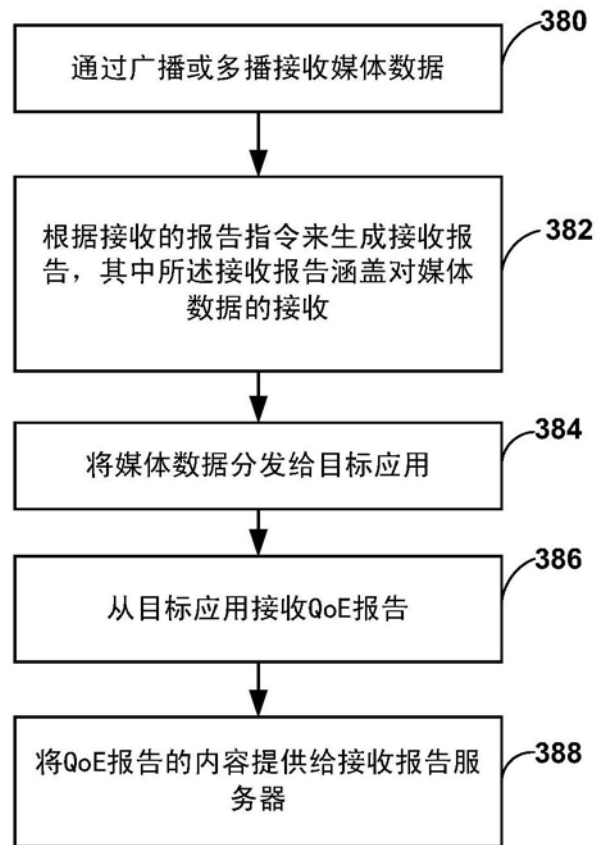 380
通过广播或多播接收媒体数据
382
根据接收的报告指令来生成接收报
告，其中所述接收报告涵盖对媒体
数据的接收
384
将媒体数据分发给目标应用
386
从目标应用接收QoE报告
388
将QoE报告的内容提供给接收报告服
务器